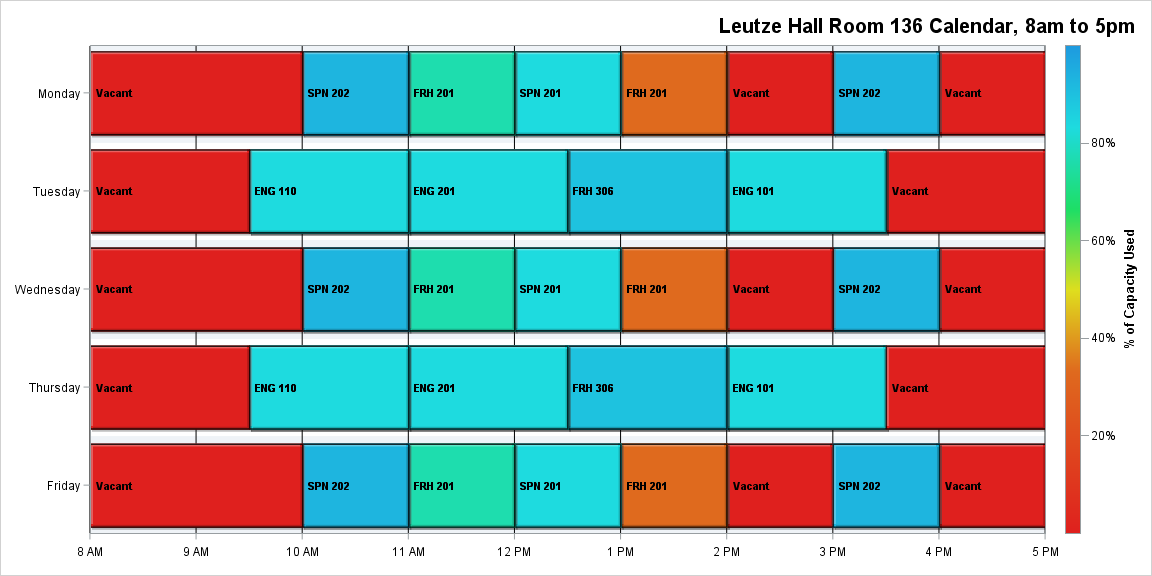 Leutze Hall Room 136 Calendar, 8am to 5pm
Monday
Vacant
SPN 202
FRH 201
SPN 201
FRH 201
Vacant
SPN 202
Vacant
Tuesday
Vacant
ENG 110
ENG 201
FRH 306
ENG 101
Vacant
Wednesday
Vacant
SPN 202
FRH 201
SPN 201
FRH 201
Vacant
SPN 202
Vacant
Thursday
Vacant
ENG 110
ENG 201
FRH 306
ENG 101
Vacant
Friday
Vacant
SPN 202
FRH 201
SPN 201
FRH 201
Vacant
SPN 202
Vacant
8 AM
9 AM
10 AM
11 AM
12 PM
1 PM
2 PM
3 PM
4 PM
5 PM
80%
60%
40%
20%
% of Capacity Used